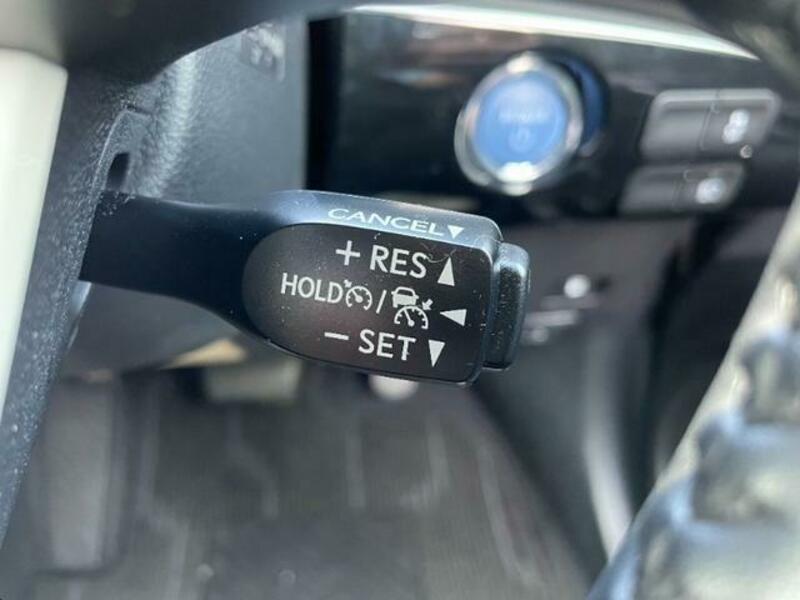 CANCEL▼
+ RES ▲
HOLD / ◀
− SET ▼